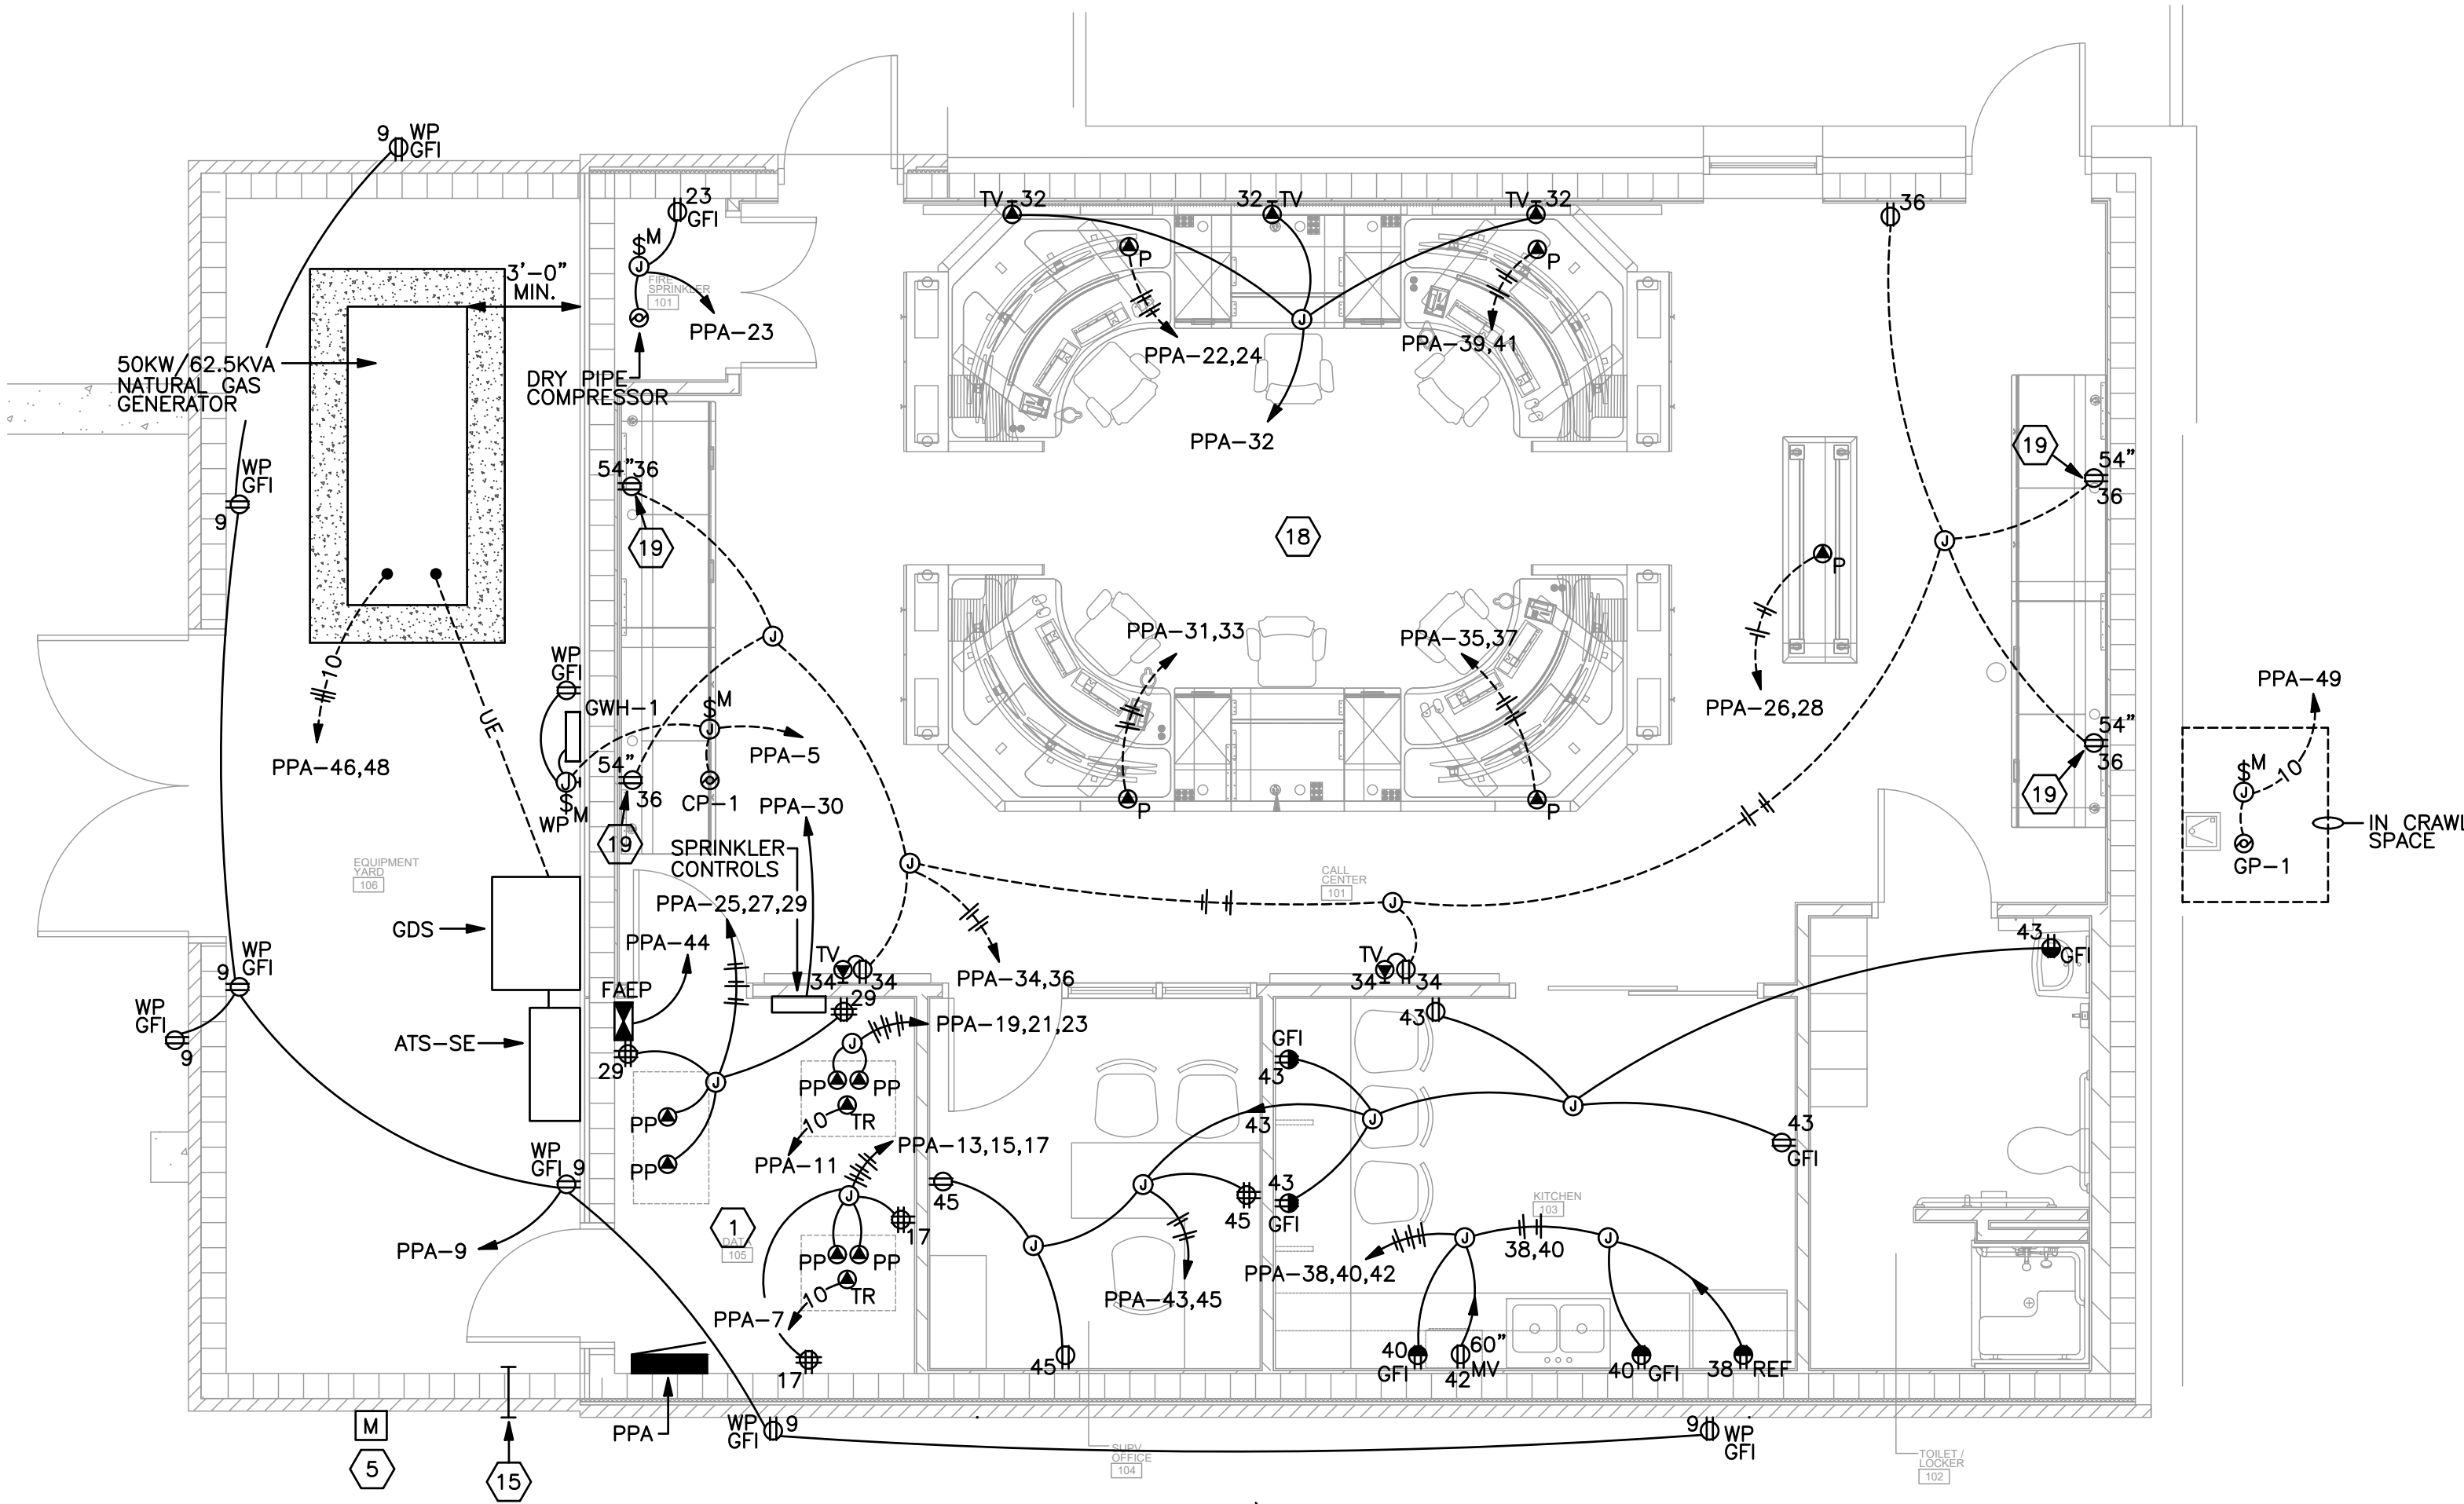 9 WP
GFI
23
GFI
$M
J
FIRE
SPRINKLER
101
3'-0"
MIN.
PPA-23
50KW/62.5KVA
NATURAL GAS
GENERATOR
DRY PIPE
COMPRESSOR
TV 32
32 TV
TV 32
P
P
J
PPA-22,24
PPA-39,41
PPA-32
36
WP
GFI
9
54"36
19
18
19
54"
36
J
P
PPA-26,28
J
PPA-31,33
PPA-35,37
P
P
10
PPA-46,48
UE
WP
GFI
GWH-1
$M
J
PPA-5
J
$M
WP
54"
36
19
CP-1
PPA-30
SPRINKLER
CONTROLS
54"
36
19
PPA-49
$M
J
10
GP-1
IN CRAWL
SPACE
EQUIPMENT
YARD
106
CALL
CENTER
101
J
J
PPA-25,27,29
GDS
PPA-44
FAEP
TV
34 34
PPA-34,36
TV
34 34
43
GFI
WP
GFI
9
WP
GFI
9
ATS-SE
29
29
PPA-19,21,23
J
J
PP PP
10 TR
PPA-11
PP
PP
43
GFI
43
43
J
J
43
GFI
43
GFI
WP
GFI 9
PPA-9
PPA-13,15,17
J
1
DATA
105
17
PP PP
10 TR
PPA-7
17
45
J
J
45
45
PPA-43,45
KITCHEN
103
J
38,40
J
PPA-38,40,42
40
GFI
60"
MV
42
40 GFI
38 REF
PPA
M
5
15
WP
GFI
9
9
WP
GFI
SUPV
OFFICE
104
TOILET /
LOCKER
102